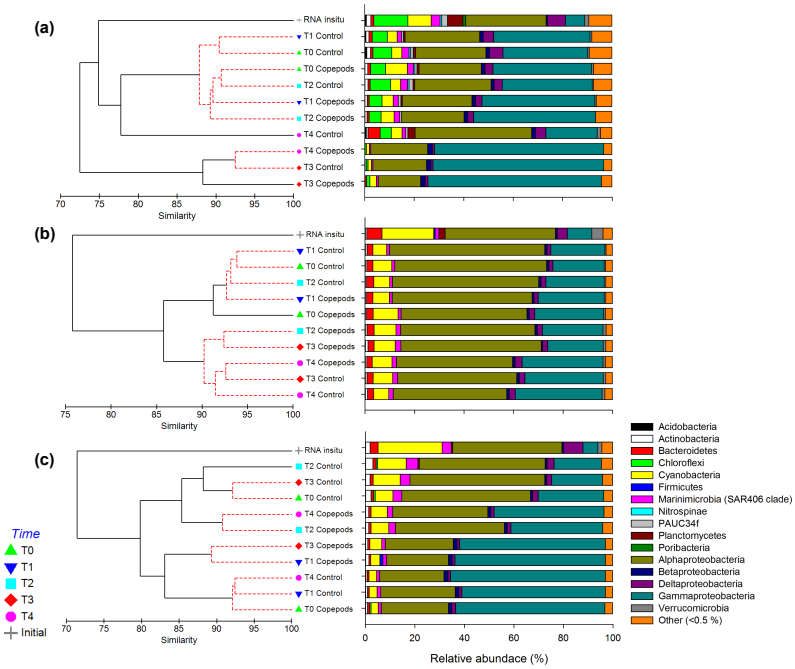 (a)
RNA insitu
T1 Control
T0 Control
T0 Copepods
T2 Control
T1 Copepods
T2 Copepods
T4 Control
T4 Copepods
T3 Control
T3 Copepods
70 75 80 85 90 95 100
Similarity
(b)
RNA insitu
T1 Control
T0 Control
T2 Control
T1 Copepods
T0 Copepods
T2 Copepods
T3 Copepods
T4 Copepods
T3 Control
T4 Control
75 80 85 90 95 100
Similarity
(c)
RNA insitu
T2 Control
T3 Control
T0 Control
T4 Copepods
T2 Copepods
T3 Copepods
T1 Copepods
T4 Control
T1 Control
T0 Copepods
70 75 80 85 90 95 100
Similarity
0 20 40 60 80 100
Relative abundace (%)
Time
T0
T1
T2
T3
T4
Initial
Acidobacteria
Actinobacteria
Bacteroidetes
Chloroflexi
Cyanobacteria
Firmicutes
Marinimicrobia (SAR406 clade)
Nitrospinae
PAUC34f
Planctomycetes
Poribacteria
Alphaproteobacteria
Betaproteobacteria
Deltaproteobacteria
Gammaproteobacteria
Verrucomicrobia
Other (<0.5 %)